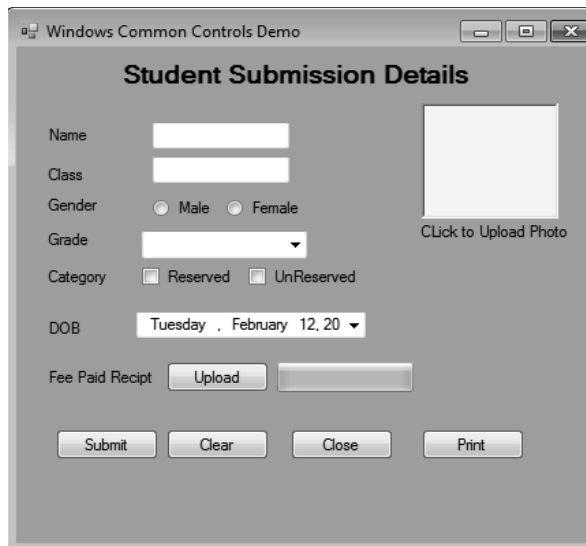 Windows Common Controls Demo
Student Submission Details
Name
Class
Gender Male Female
CLick to Upload Photo
Grade
Category Reserved UnReserved
DOB Tuesday , February 12, 20
Fee Paid Recipt Upload
Submit Clear Close Print